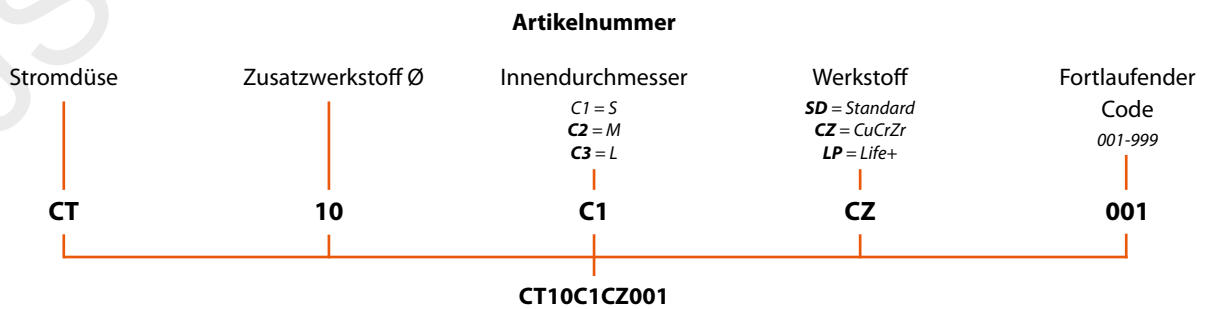 Artikelnummer
Stromdüse
Zusatzwerkstoff Ø
Innendurchmesser
C1 = S
C2 = M
C3 = L
Werkstoff
SD = Standard
CZ = CuCrZr
LP = Life+
Fortlaufender
Code
001-999
CT
10
C1
CZ
001
CT10C1CZ001